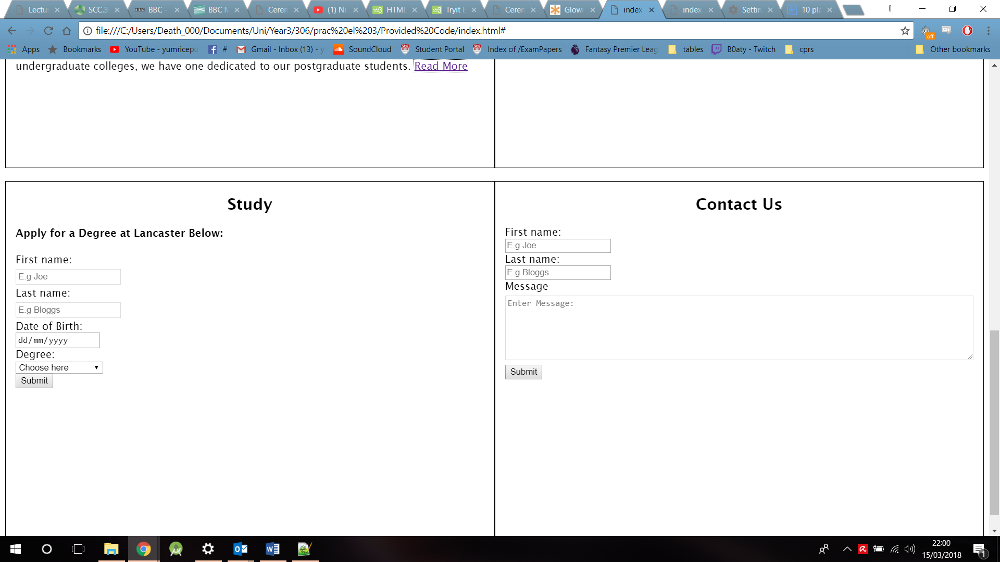 Lectu SCC.3 BBC - BBC N Ceren (1) Ni HTML Tryit E Ceren Glowi index. index Settin 10 pla
file:///C:/Users/Death_000/Documents/Uni/Year3/306/prac%20el%203/Provided%20Code/index.html#
off CSS
Apps Bookmarks YouTube - yumricepu # Gmail - Inbox (13) - y SoundCloud Student Portal Index of /ExamPapers Fantasy Premier Leag tables B0aty - Twitch cprs Other bookmarks
undergraduate colleges, we have one dedicated to our postgraduate students. Read More
Study
Apply for a Degree at Lancaster Below:
First name:
E.g Joe
Last name:
E.g Bloggs
Date of Birth:
dd/mm/yyyy
Degree:
Choose here
Submit
Contact Us
First name:
E.g Joe
Last name:
E.g Bloggs
Message
Enter Message:
Submit
22:00
15/03/2018
1